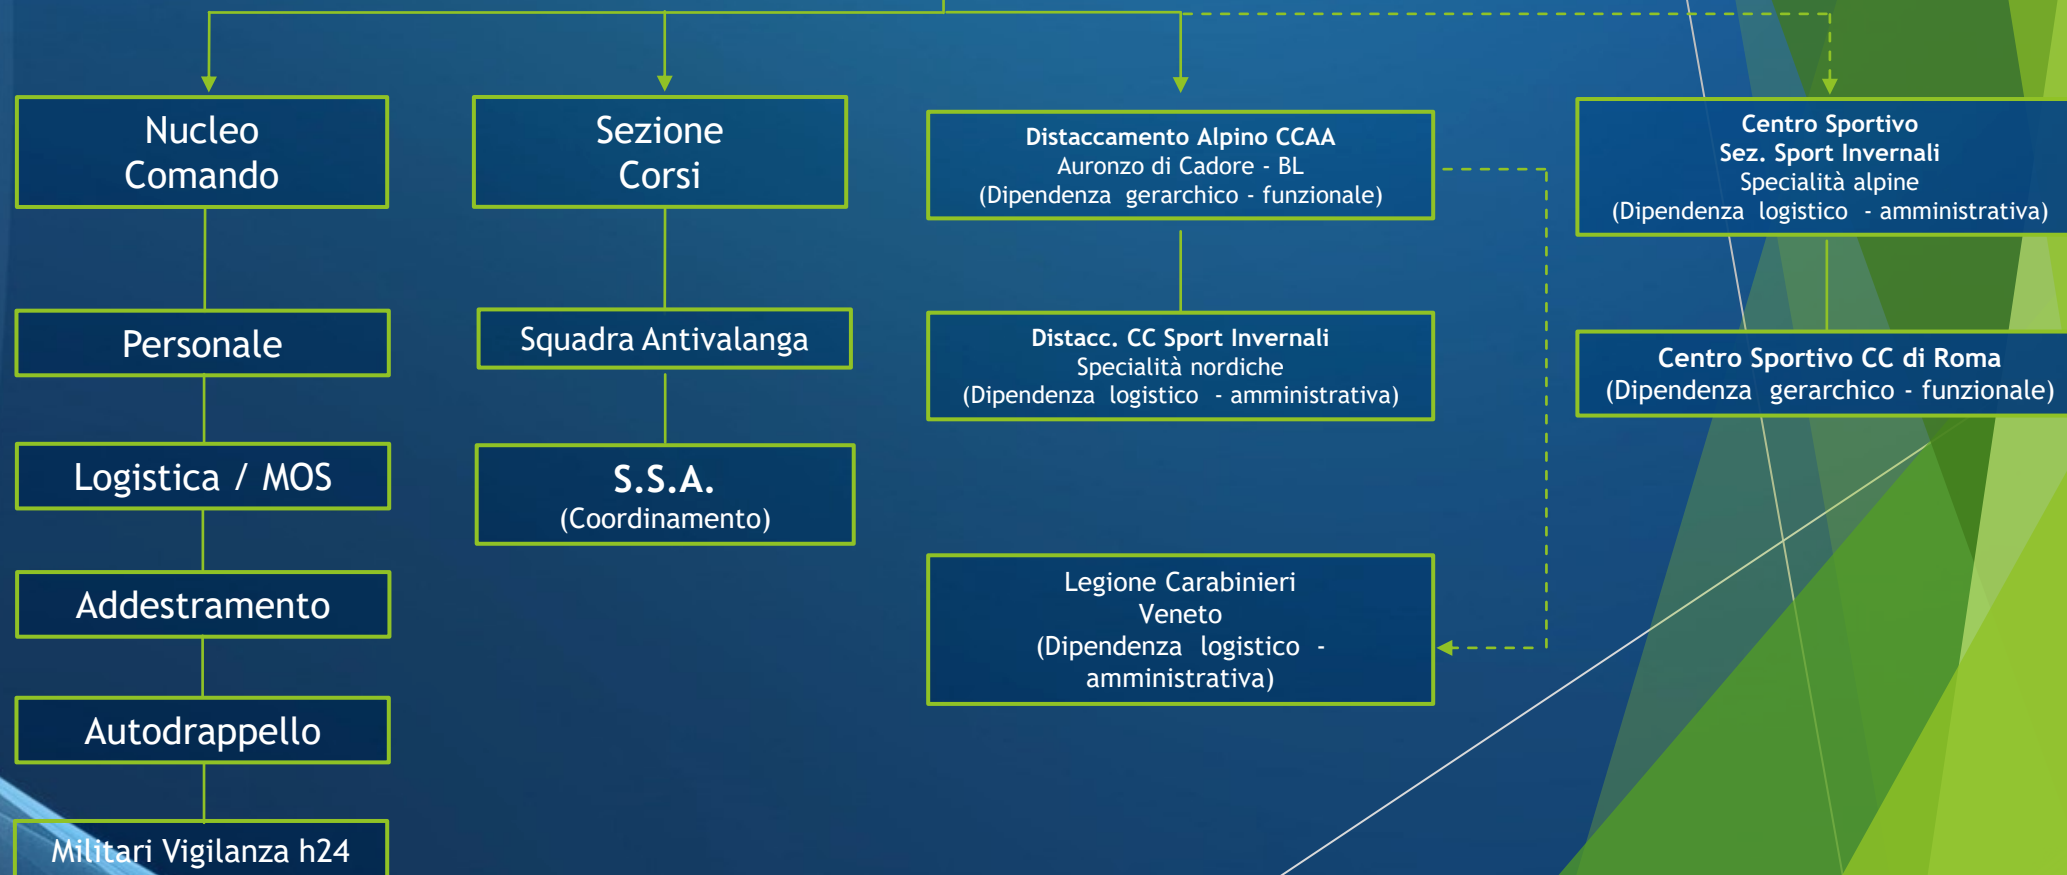 Nucleo
Comando
Sezione
Corsi
Distaccamento Alpino CCAA
Auronzo di Cadore - BL
(Dipendenza gerarchico - funzionale)
Centro Sportivo
Sez. Sport Invernali
Specialità alpine
(Dipendenza logistico - amministrativa)
Personale
Squadra Antivalanga
Distacc. CC Sport Invernali
Specialità nordiche
(Dipendenza logistico - amministrativa)
Centro Sportivo CC di Roma
(Dipendenza gerarchico - funzionale)
Logistica / MOS
S.S.A.
(Coordinamento)
Addestramento
Legione Carabinieri
Veneto
(Dipendenza logistico -
amministrativa)
Autodrappello
Militari Vigilanza h24